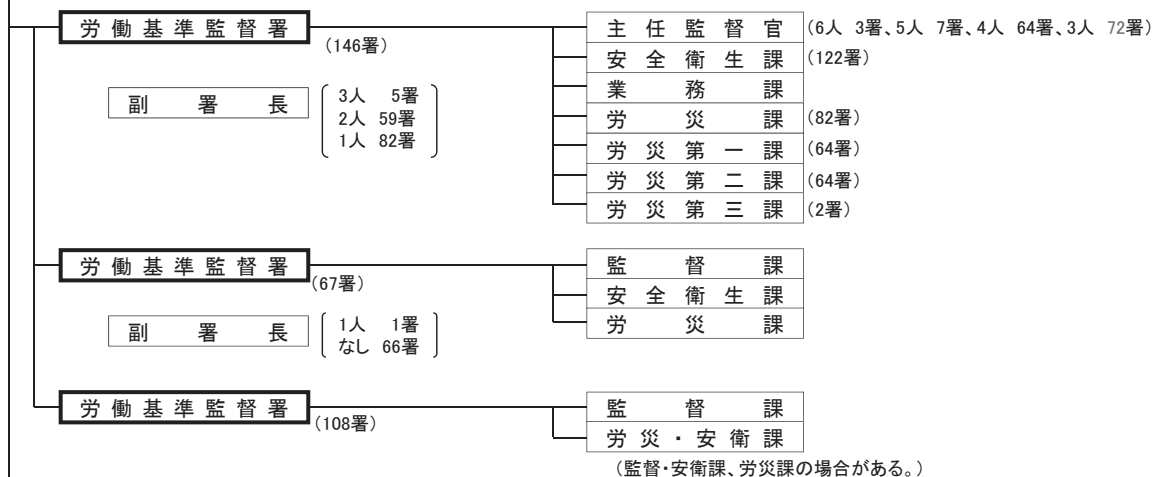 労働基準監督署
(146署)
副署長
3人 5署
2人 59署
1人 82署
主任監督官 (6人 3署、5人 7署、4人 64署、3人 72署)
安全衛生課 (122署)
業務課
労災課 (82署)
労災第一課 (64署)
労災第二課 (64署)
労災第三課 (2署)
労働基準監督署
(67署)
副署長
1人 1署
なし 66署
監督課
安全衛生課
労災課
労働基準監督署
(108署)
監督課
労災・安衛課
(監督・安衛課、労災課の場合がある。)